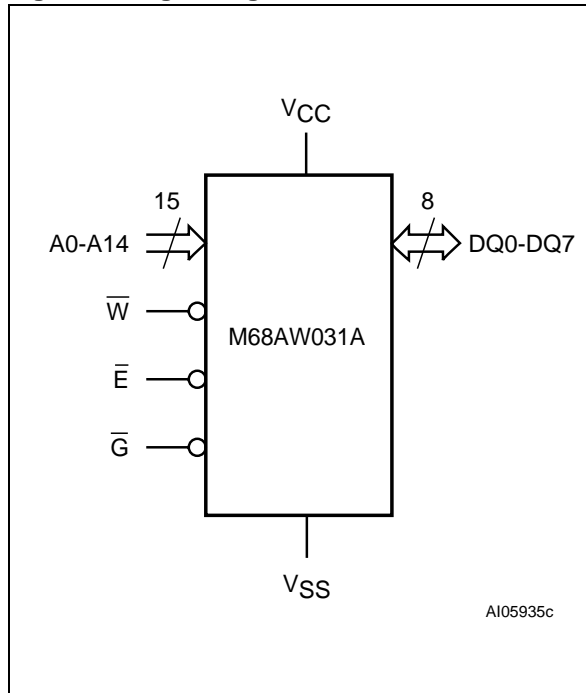 VCC
15
A0-A14
8
DQ0-DQ7
W̅
M68AW031A
E̅
G̅
VSS
AI05935c